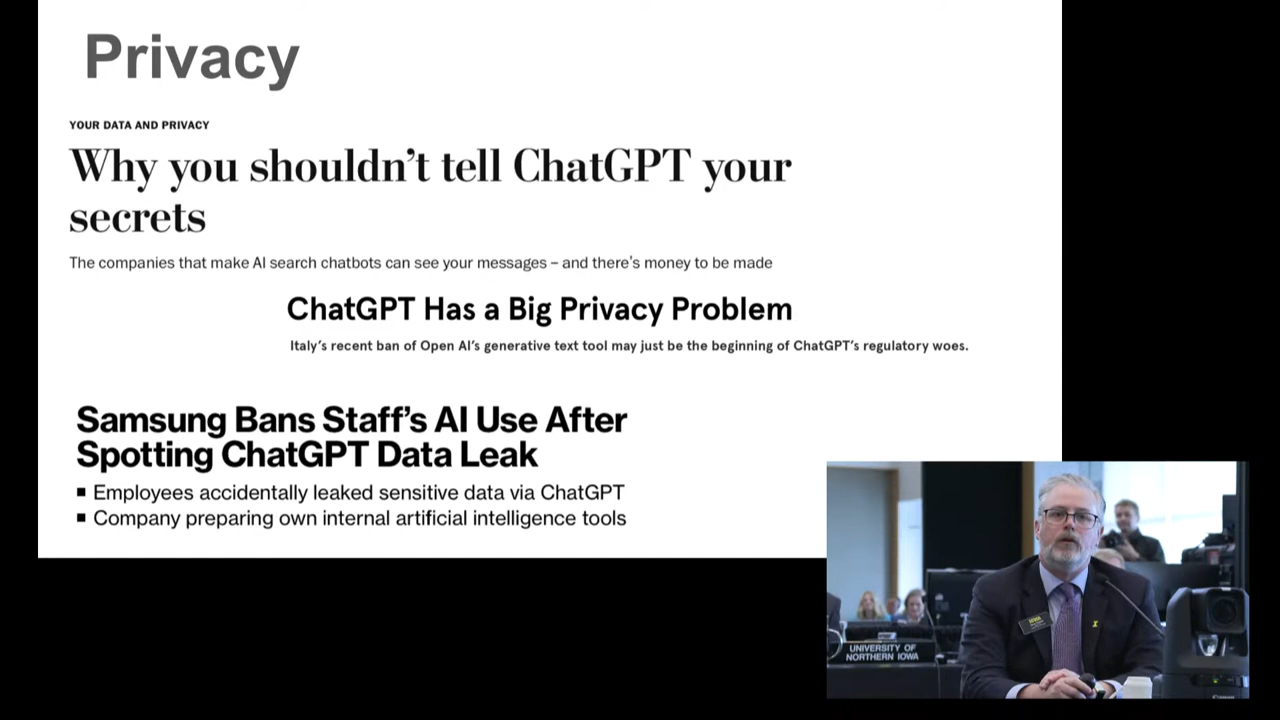 Privacy
YOUR DATA AND PRIVACY
Why you shouldn't tell ChatGPT your
secrets
The companies that make AI search chatbots can see your messages – and there's money to be made
ChatGPT Has a Big Privacy Problem
Italy's recent ban of Open AI's generative text tool may just be the beginning of ChatGPT's regulatory woes.
Samsung Bans Staff's AI Use After
Spotting ChatGPT Data Leak
▪ Employees accidentally leaked sensitive data via ChatGPT
▪ Company preparing own internal artificial intelligence tools
UNIVERSITY OF
NORTHERN IOWA
IOWA
Canon